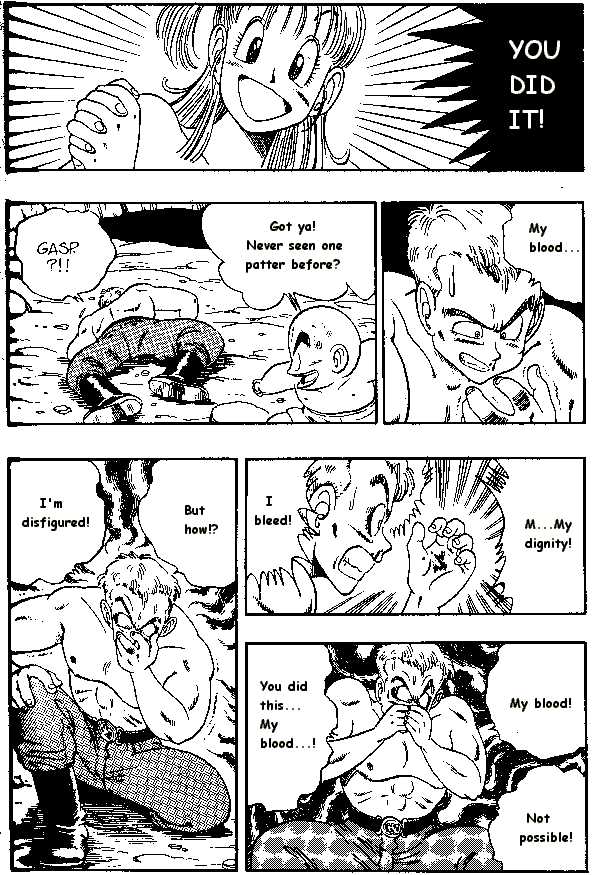 YOU
DID
IT!
GASP
?!!
Got ya!
Never seen one
patter before?
My
blood...
I'm
disfigured!
But
how!?
I
bleed!
M...My
dignity!
You did
this...
My
blood...!
My blood!
Not
possible!